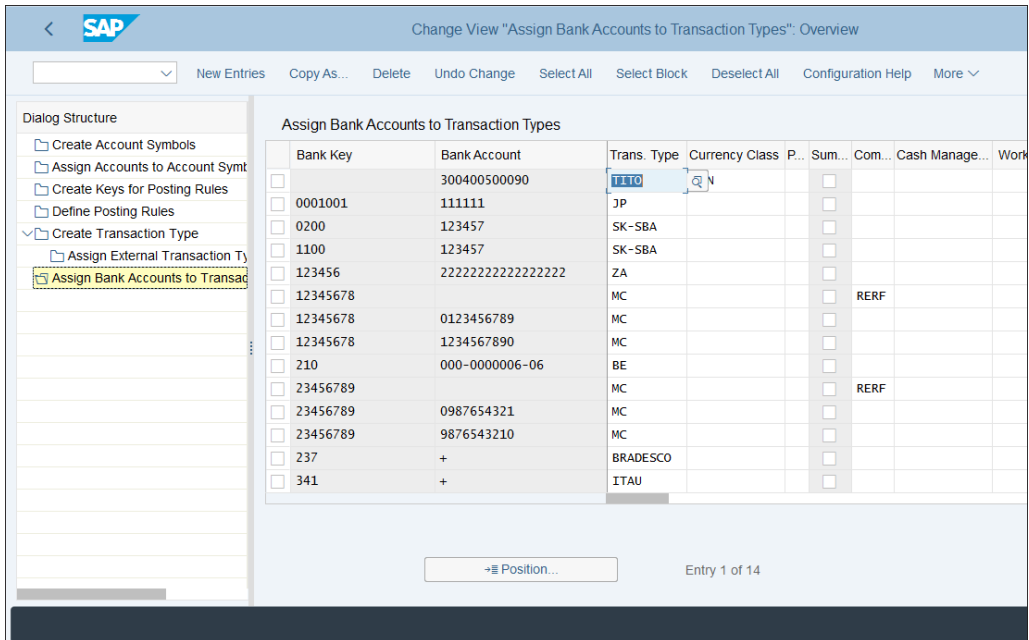 SAP
Change View "Assign Bank Accounts to Transaction Types": Overview
New Entries Copy As... Delete Undo Change Select All Select Block Deselect All Configuration Help More
Dialog Structure
Create Account Symbols
Assign Accounts to Account Symb
Create Keys for Posting Rules
Define Posting Rules
Create Transaction Type
Assign External Transaction Ty
Assign Bank Accounts to Transac
Assign Bank Accounts to Transaction Types
Bank Key Bank Account Trans. Type Currency Class P... Sum... Com... Cash Manage... Work
300400500090 TITO N
0001001 111111 JP
0200 123457 SK-SBA
1100 123457 SK-SBA
123456 22222222222222222 ZA
12345678 MC RERF
12345678 0123456789 MC
12345678 1234567890 MC
210 000-0000006-06 BE
23456789 MC RERF
23456789 0987654321 MC
23456789 9876543210 MC
237 + BRADESCO
341 + ITAU
Position...
Entry 1 of 14